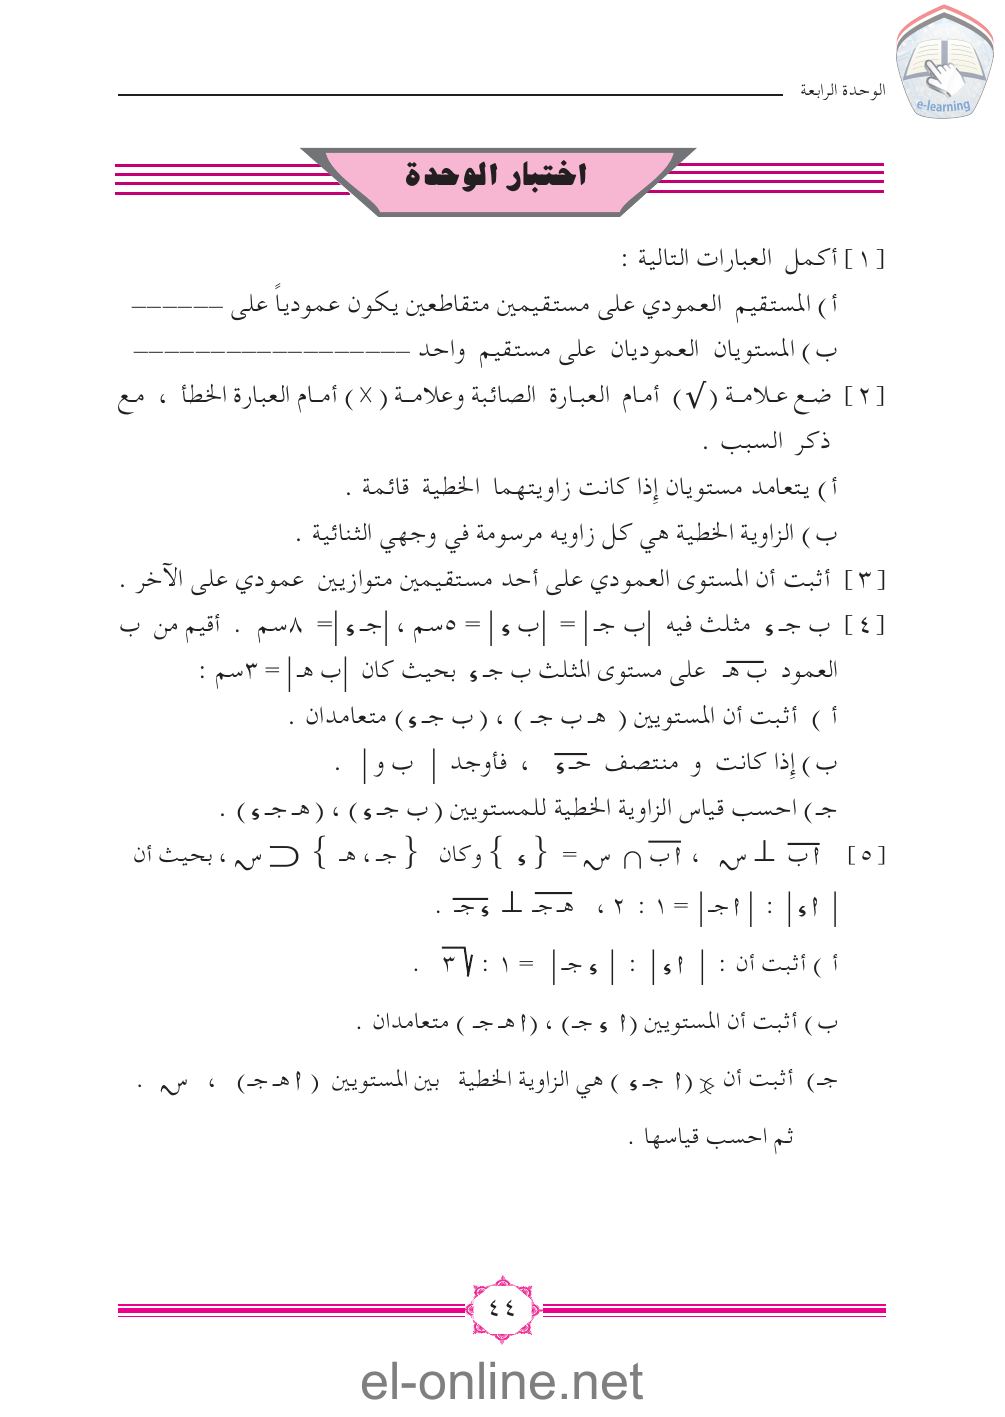 e-learning
الوحدة الرابعة
اختبار الوحدة
[ ١ ] أكمل العبارات التالية :
أ ) المستقيم العمودي على مستقيمين متقاطعين يكون عمودياً على ______
ب ) المستويان العموديان على مستقيم واحد __________________
[ ٢ ] ضع علامة ( √ ) أمام العبارة الصائبة وعلامة ( X ) أمام العبارة الخطأ ، مع
ذكر السبب .
أ ) يتعامد مستويان إذا كانت زاويتهما الخطية قائمة .
ب ) الزاوية الخطية هي كل زاويه مرسومة في وجهي الثنائية .
[ ٣ ] أثبت أن المستوى العمودي على أحد مستقيمين متوازيين عمودي على الآخر .
[ ٤ ] ب جـ ء مثلث فيه |ب جـ | = |ب ء | = ٥سم ، |جـ ء |= ٨سم . أقيم من ب
العمود ب هـ على مستوى المثلث ب جـ ء بحيث كان |ب هـ | = ٣سم :
أ ) أثبت أن المستويين ( هـ ب جـ ) ، ( ب جـ ء) متعامدان .
ب ) إذا كانت و منتصف حـ ء ، فأوجد | ب و | .
جـ ) احسب قياس الزاوية الخطية للمستويين ( ب جـ ء ) ، ( هـ جـ ء ) .
[ ٥ ] ا ب ⊥ س ، ا ب ∩ س = { ء } وكان { جـ ، هـ } ⊂ س ، بحيث أن
| ا ء | : | ا جـ | = ١ : ٢ ، هـ جـ ⊥ ء جـ .
أ ) أثبت أن : | ا ء | : | ء جـ | = ١ : √٣ .
ب ) أثبت أن المستويين ( ا ء جـ ) ، ( ا هـ جـ ) متعامدان .
جـ ) أثبت أن ∢ ( ا جـ ء ) هي الزاوية الخطية بين المستويين ( ا هـ جـ ) ، س .
ثم احسب قياسها .
٤٤
el-online.net